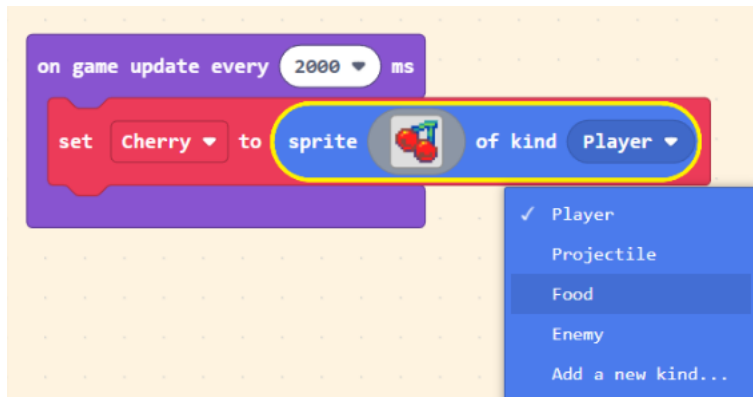 on game update every 2000 ms
set Cherry to sprite of kind Player
Player
Projectile
Food
Enemy
Add a new kind...